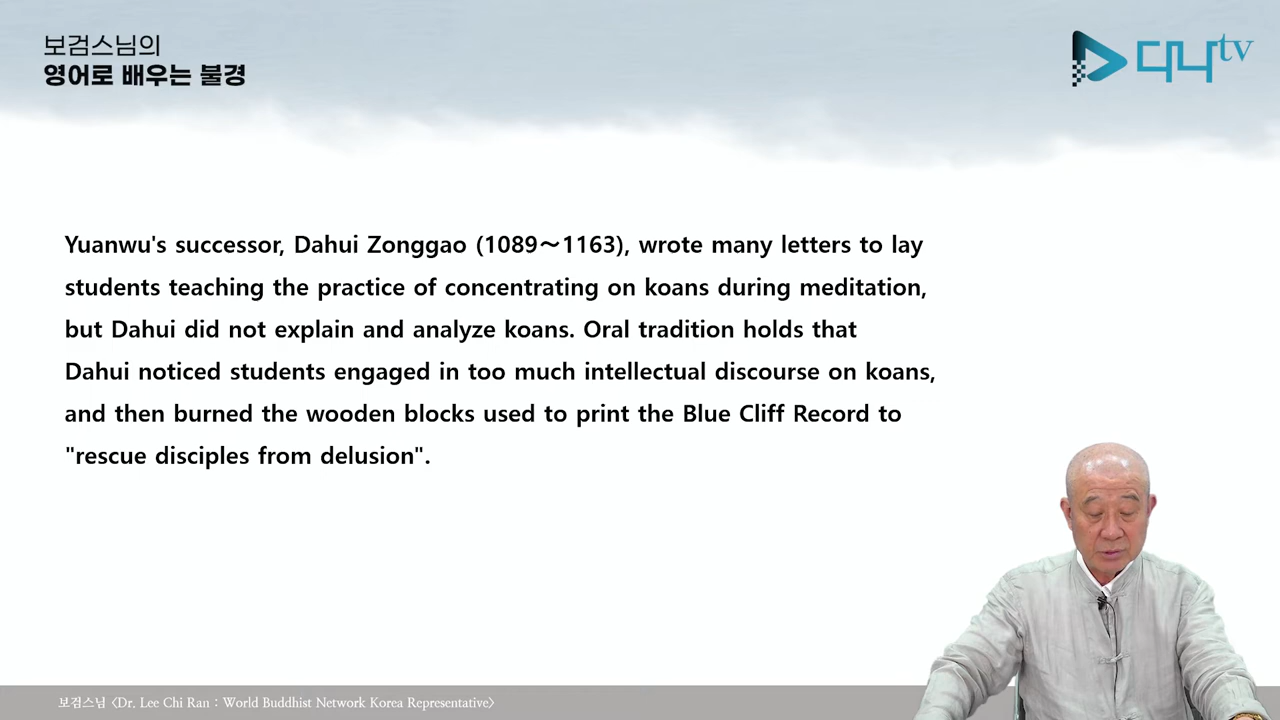 보검스님의
영어로 배우는 불경
다나tv
Yuanwu's successor, Dahui Zonggao (1089～1163), wrote many letters to lay
students teaching the practice of concentrating on koans during meditation,
but Dahui did not explain and analyze koans. Oral tradition holds that
Dahui noticed students engaged in too much intellectual discourse on koans,
and then burned the wooden blocks used to print the Blue Cliff Record to
"rescue disciples from delusion".
보검스님 <Dr. Lee Chi Ran : World Buddhist Network Korea Representative>